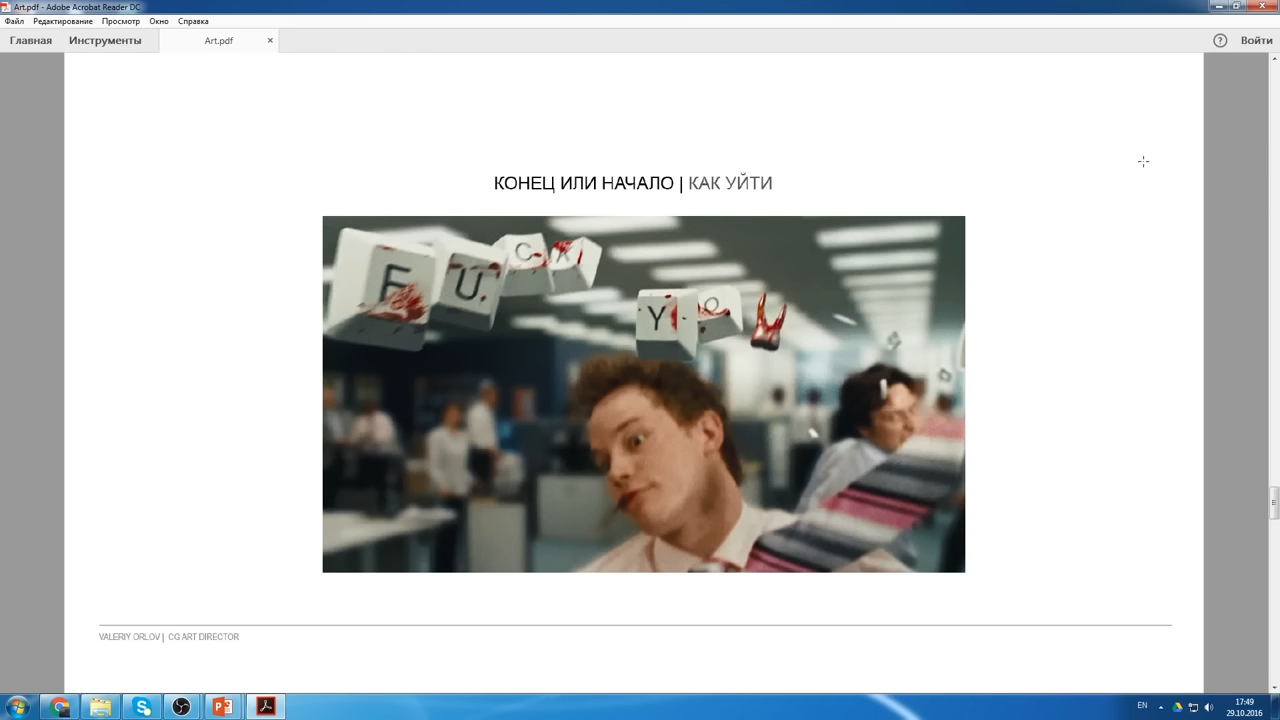 Art.pdf - Adobe Acrobat Reader DC
Файл Редактирование Просмотр Окно Справка
Главная Инструменты Art.pdf × ? Войти
КОНЕЦ ИЛИ НАЧАЛО | КАК УЙТИ
F U C K
Y O
VALERIY ORLOV | CG ART DIRECTOR
EN 17:49
29.10.2016